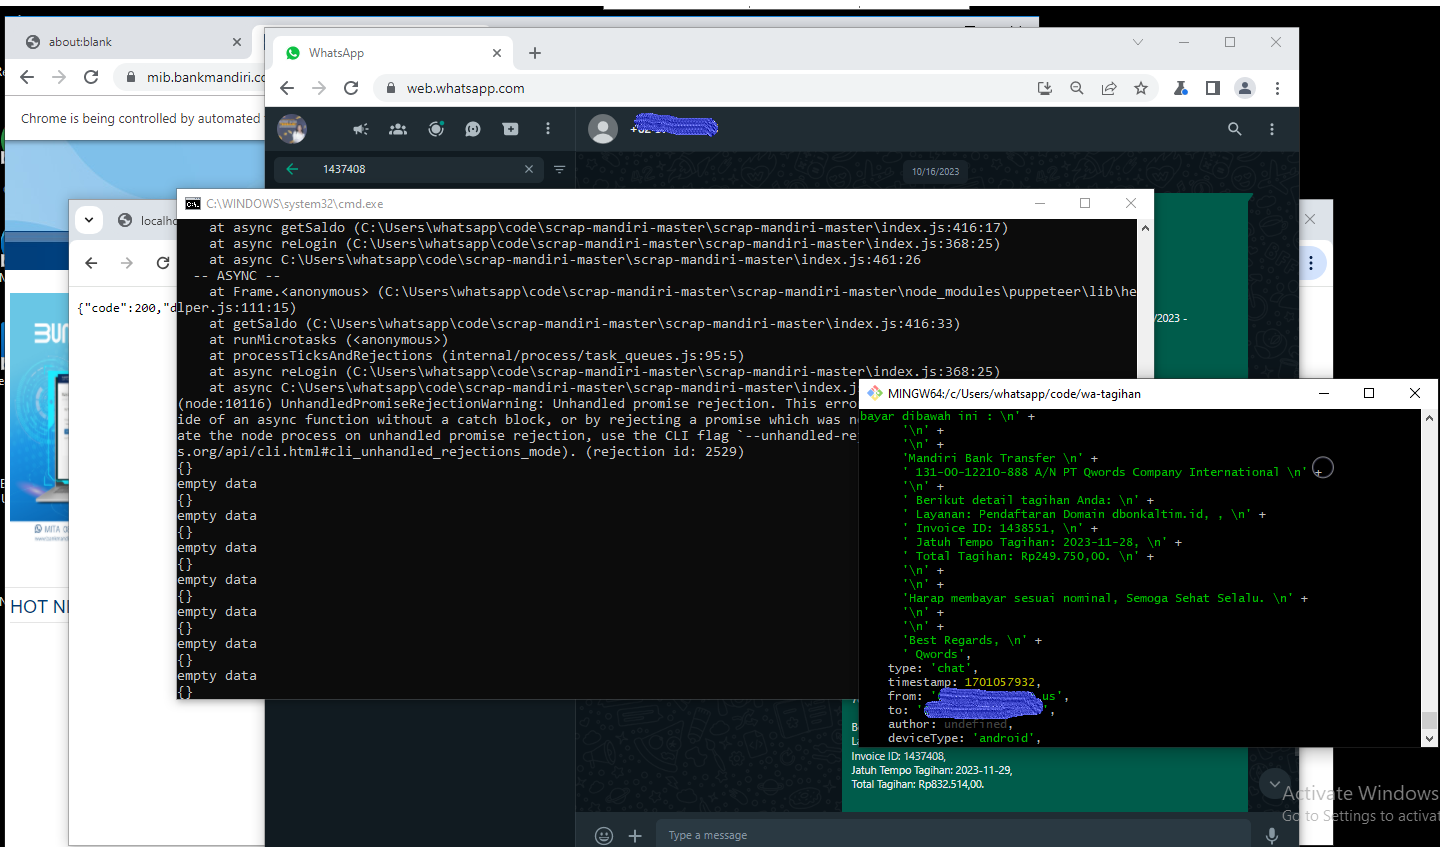 about:blank
mib.bankmandiri.co
Chrome is being controlled by automated
WhatsApp
web.whatsapp.com
1437408
10/16/2023
localho
{"code":200,"d
HOT N
C:\WINDOWS\system32\cmd.exe
at async getSaldo (C:\Users\whatsapp\code\scrap-mandiri-master\scrap-mandiri-master\index.js:416:17)
at async reLogin (C:\Users\whatsapp\code\scrap-mandiri-master\scrap-mandiri-master\index.js:368:25)
at async C:\Users\whatsapp\code\scrap-mandiri-master\scrap-mandiri-master\index.js:461:26
-- ASYNC --
at Frame.<anonymous> (C:\Users\whatsapp\code\scrap-mandiri-master\scrap-mandiri-master\node_modules\puppeteer\lib\he
lper.js:111:15)
at getSaldo (C:\Users\whatsapp\code\scrap-mandiri-master\scrap-mandiri-master\index.js:416:33)
at runMicrotasks (<anonymous>)
at processTicksAndRejections (internal/process/task_queues.js:95:5)
at async reLogin (C:\Users\whatsapp\code\scrap-mandiri-master\scrap-mandiri-master\index.js:368:25)
at async C:\Users\whatsapp\code\scrap-mandiri-master\scrap-mandiri-master\index.
(node:10116) UnhandledPromiseRejectionWarning: Unhandled promise rejection. This erro
ide of an async function without a catch block, or by rejecting a promise which was no
ate the node process on unhandled promise rejection, use the CLI flag `--unhandled-re
s.org/api/cli.html#cli_unhandled_rejections_mode). (rejection id: 2529)
{}
empty data
{}
empty data
{}
empty data
{}
empty data
{}
empty data
{}
empty data
{}
empty data
{}
/2023 -
MINGW64:/c/Users/whatsapp/code/wa-tagihan
bayar dibawah ini : \n' +
'\n' +
'\n' +
'Mandiri Bank Transfer \n' +
' 131-00-12210-888 A/N PT Qwords Company International \n' +
'\n' +
' Berikut detail tagihan Anda: \n' +
' Layanan: Pendaftaran Domain dbonkaltim.id, , \n' +
' Invoice ID: 1438551, \n' +
' Jatuh Tempo Tagihan: 2023-11-28, \n' +
' Total Tagihan: Rp249.750,00. \n' +
'\n' +
'\n' +
'Harap membayar sesuai nominal, Semoga Sehat Selalu. \n' +
'\n' +
'\n' +
'Best Regards, \n' +
' Qwords',
type: 'chat',
timestamp: 1701057932,
from: '
.us',
to: '
',
author: undefined,
deviceType: 'android',
Invoice ID: 1437408,
Jatuh Tempo Tagihan: 2023-11-29,
Total Tagihan: Rp832.514,00.
Type a message
Activate Windows
Go to Settings to activat